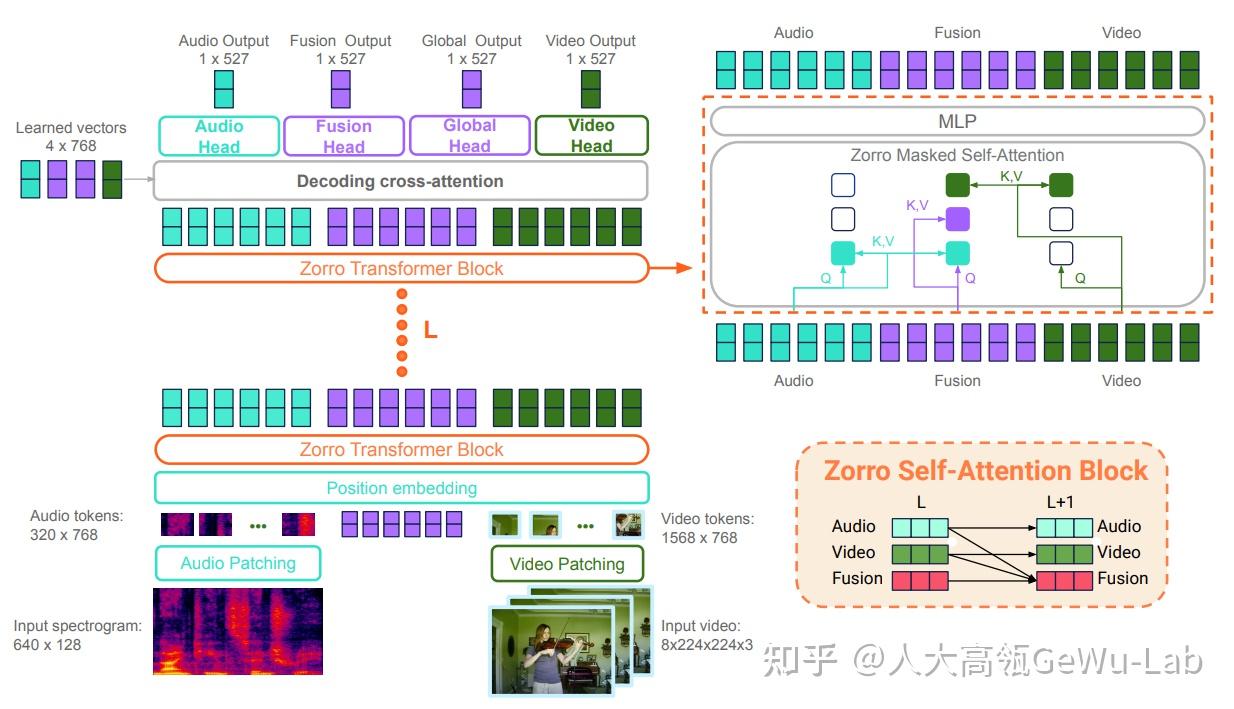 Audio Output
1 x 527
Fusion Output
1 x 527
Global Output
1 x 527
Video Output
1 x 527
Learned vectors
4 x 768
Audio
Head
Fusion
Head
Global
Head
Video
Head
Decoding cross-attention
Zorro Transformer Block
L
Zorro Transformer Block
Position embedding
Audio tokens:
320 x 768
Video tokens:
1568 x 768
Audio Patching
Video Patching
Input spectrogram:
640 x 128
Input video:
8x224x224x3
Audio
Fusion
Video
MLP
Zorro Masked Self-Attention
K,V
K,V
K,V
Q
Q
Q
Audio
Fusion
Video
Zorro Self-Attention Block
L
L+1
Audio
Audio
Video
Video
Fusion
Fusion
知乎 @人大高瓴GeWu-Lab